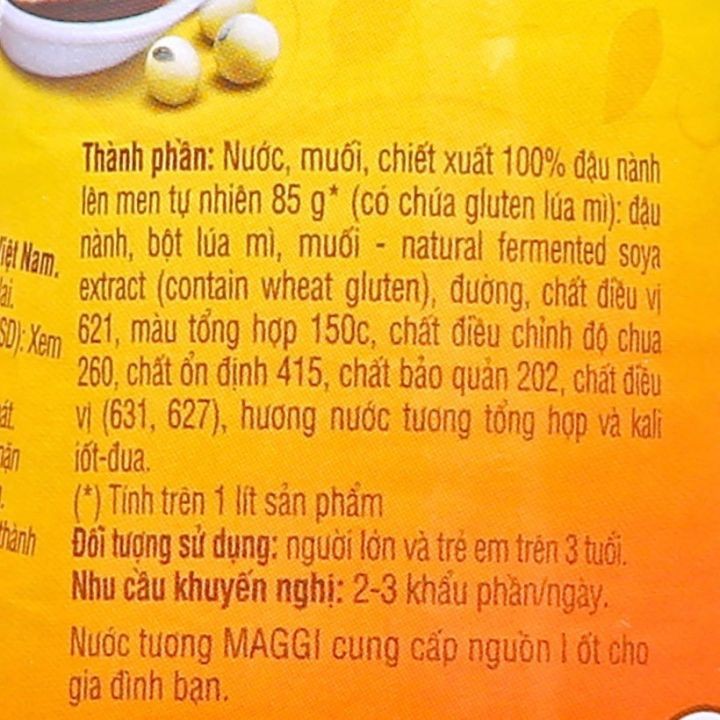 Thành phần: Nước, muối, chiết xuất 100% đậu nành
lên men tự nhiên 85 g* (có chứa gluten lúa mì): đậu
nành, bột lúa mì, muối - natural fermented soya
extract (contain wheat gluten), đường, chất điều vị
621, màu tổng hợp 150c, chất điều chỉnh độ chua
260, chất ổn định 415, chất bảo quản 202, chất điều
vị (631, 627), hương nước tương tổng hợp và kali
iốt-đua.
(*) Tính trên 1 lít sản phẩm
Đối tượng sử dụng: người lớn và trẻ em trên 3 tuổi.
Nhu cầu khuyến nghị: 2-3 khẩu phần/ngày.
Nước tương MAGGI cung cấp nguồn I ốt cho
gia đình bạn.
Việt Nam.
SD): Xem
thành